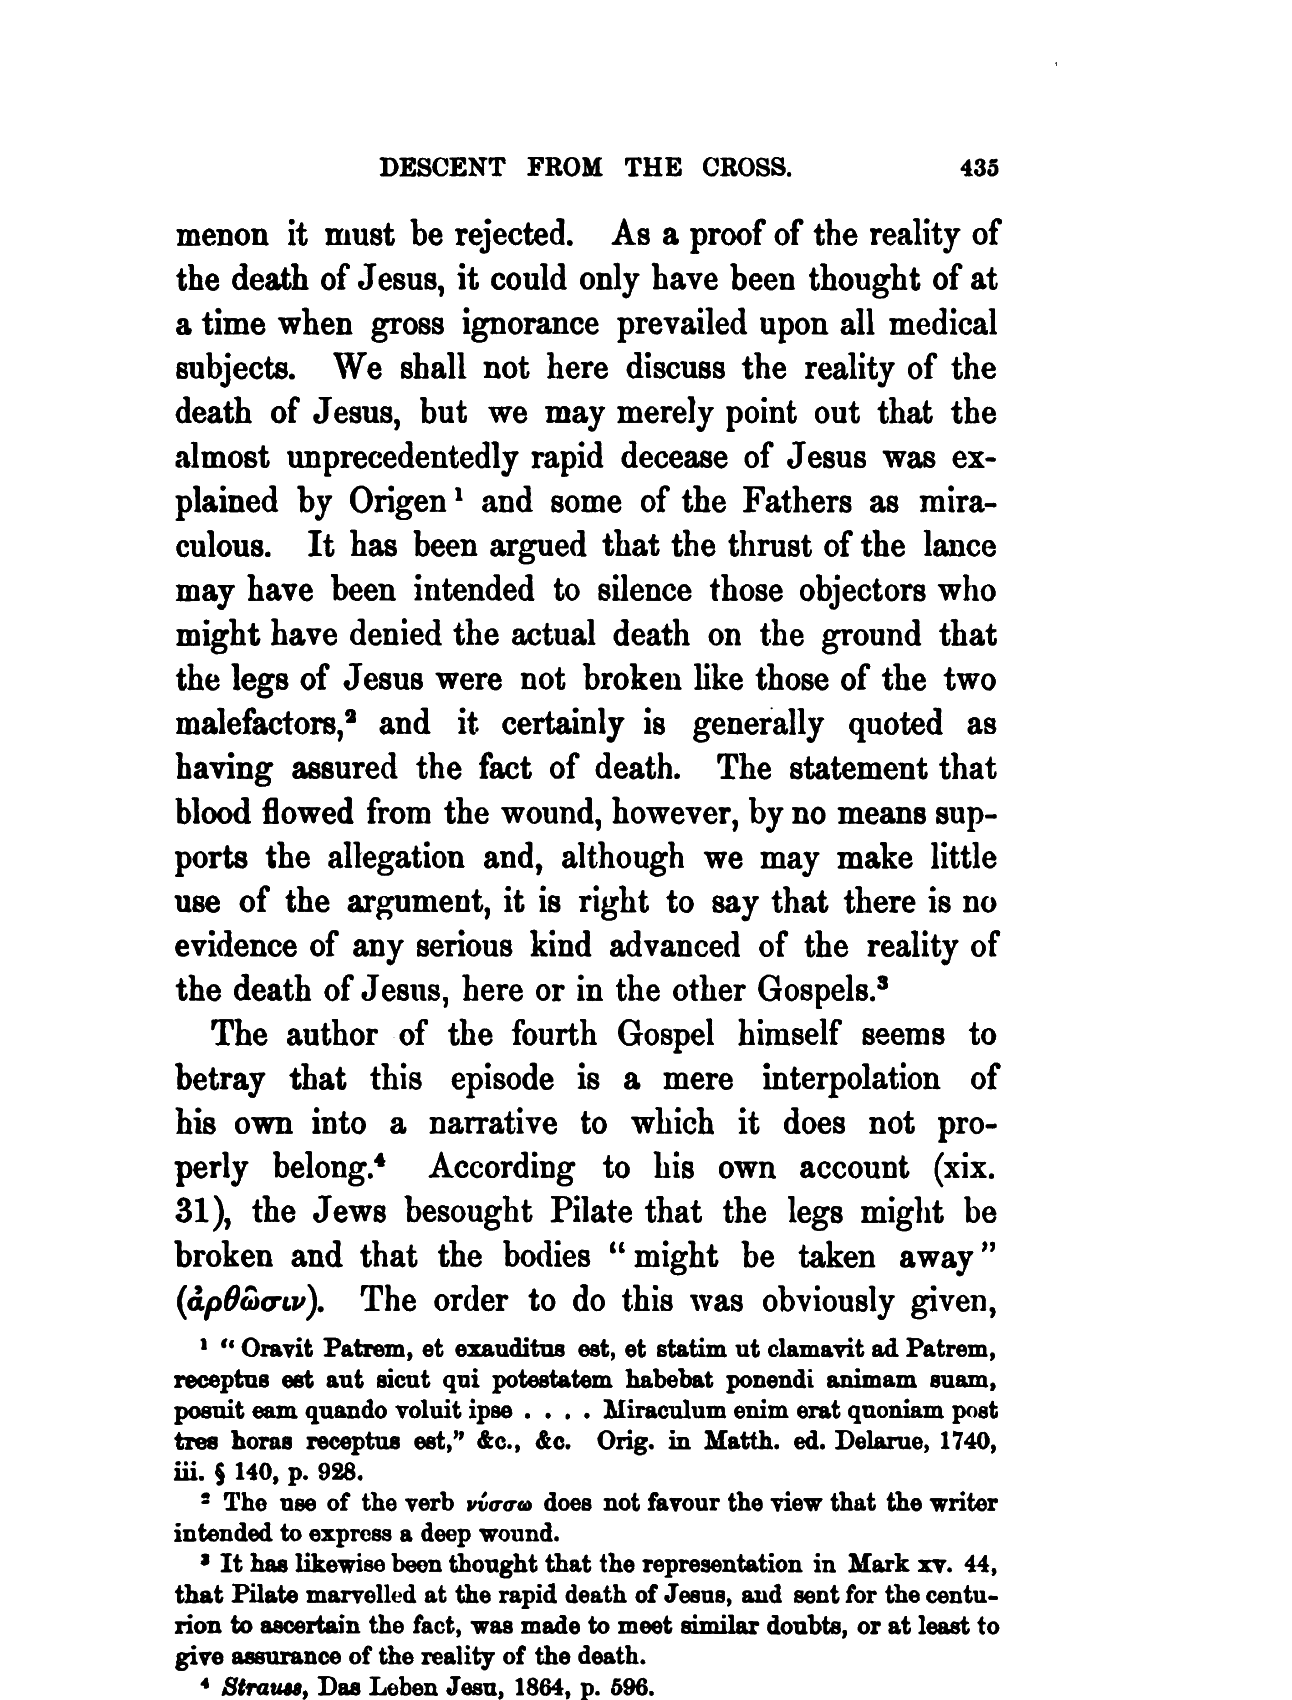 DESCENT FROM THE CROSS. 435
menon it must be rejected. As a proof of the reality of
the death of Jesus, it could only have been thought of at
a time when gross ignorance prevailed upon all medical
subjects. We shall not here discuss the reality of the
death of Jesus, but we may merely point out that the
almost unprecedentedly rapid decease of Jesus was ex-
plained by Origen ¹ and some of the Fathers as mira-
culous. It has been argued that the thrust of the lance
may have been intended to silence those objectors who
might have denied the actual death on the ground that
the legs of Jesus were not broken like those of the two
malefactors,² and it certainly is generally quoted as
having assured the fact of death. The statement that
blood flowed from the wound, however, by no means sup-
ports the allegation and, although we may make little
use of the argument, it is right to say that there is no
evidence of any serious kind advanced of the reality of
the death of Jesus, here or in the other Gospels.³
The author of the fourth Gospel himself seems to
betray that this episode is a mere interpolation of
his own into a narrative to which it does not pro-
perly belong.⁴ According to his own account (xix.
31), the Jews besought Pilate that the legs might be
broken and that the bodies “might be taken away”
(ἀρθῶσιν). The order to do this was obviously given,
¹ “Oravit Patrem, et exauditus est, et statim ut clamavit ad Patrem,
receptus est aut sicut qui potestatem habebat ponendi animam suam,
posuit eam quando voluit ipse . . . . Miraculum enim erat quoniam post
tres horas receptus est,” &c., &c. Orig. in Matth. ed. Delarue, 1740,
iii. § 140, p. 928.
² The use of the verb νύσσω does not favour the view that the writer
intended to express a deep wound.
³ It has likewise been thought that the representation in Mark xv. 44,
that Pilate marvelled at the rapid death of Jesus, and sent for the centu-
rion to ascertain the fact, was made to meet similar doubts, or at least to
give assurance of the reality of the death.
⁴ Strauss, Das Leben Jesu, 1864, p. 596.